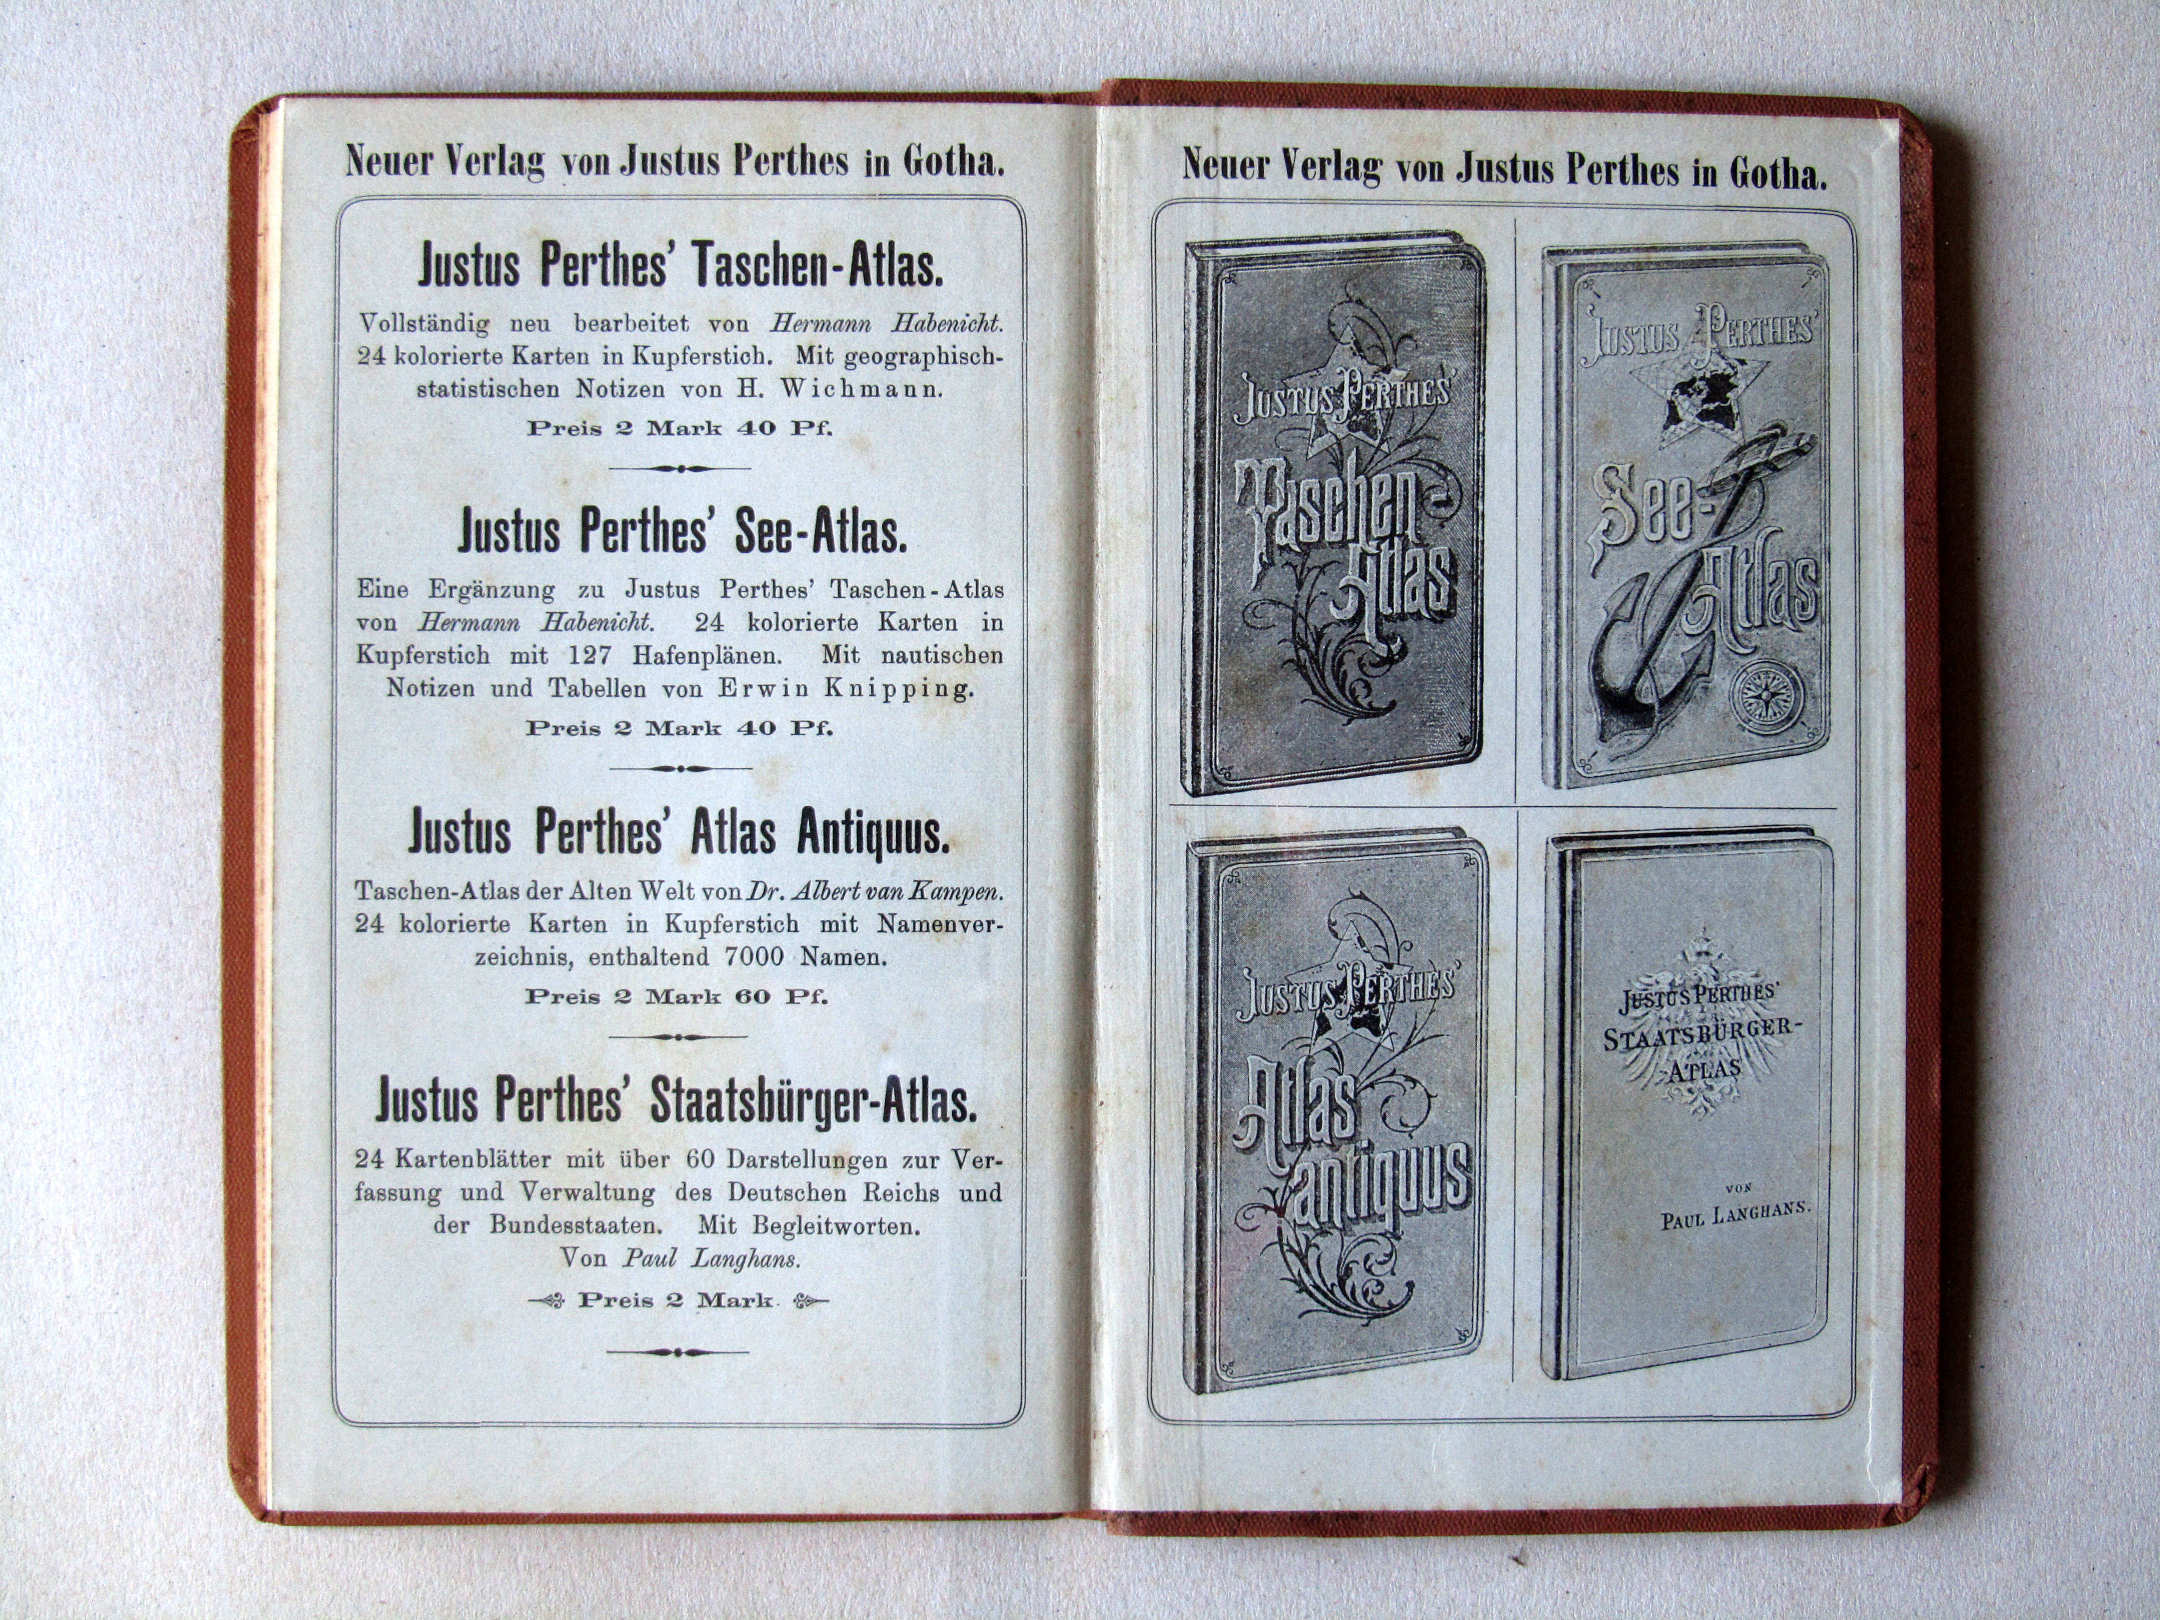 Neuer Verlag von Justus Perthes in Gotha.
Justus Perthes' Taschen-Atlas.
Vollständig neu bearbeitet von Hermann Habenicht.
24 kolorierte Karten in Kupferstich. Mit geographisch-
statistischen Notizen von H. Wichmann.
Preis 2 Mark 40 Pf.
Justus Perthes' See-Atlas.
Eine Ergänzung zu Justus Perthes' Taschen-Atlas
von Hermann Habenicht. 24 kolorierte Karten in
Kupferstich mit 127 Hafenplänen. Mit nautischen
Notizen und Tabellen von Erwin Knipping.
Preis 2 Mark 40 Pf.
Justus Perthes' Atlas Antiquus.
Taschen-Atlas der Alten Welt von Dr. Albert van Kampen.
24 kolorierte Karten in Kupferstich mit Namenver-
zeichnis, enthaltend 7000 Namen.
Preis 2 Mark 60 Pf.
Justus Perthes' Staatsbürger-Atlas.
24 Kartenblätter mit über 60 Darstellungen zur Ver-
fassung und Verwaltung des Deutschen Reichs und
der Bundesstaaten. Mit Begleitworten.
Von Paul Langhans.
Preis 2 Mark.
Neuer Verlag von Justus Perthes in Gotha.
JUSTUS PERTHES'
Taschen-
Atlas
JUSTUS PERTHES'
See-
Atlas
JUSTUS PERTHES'
Atlas
antiquus
JUSTUS PERTHES'
STAATSBÜRGER-
ATLAS
VON
PAUL LANGHANS.